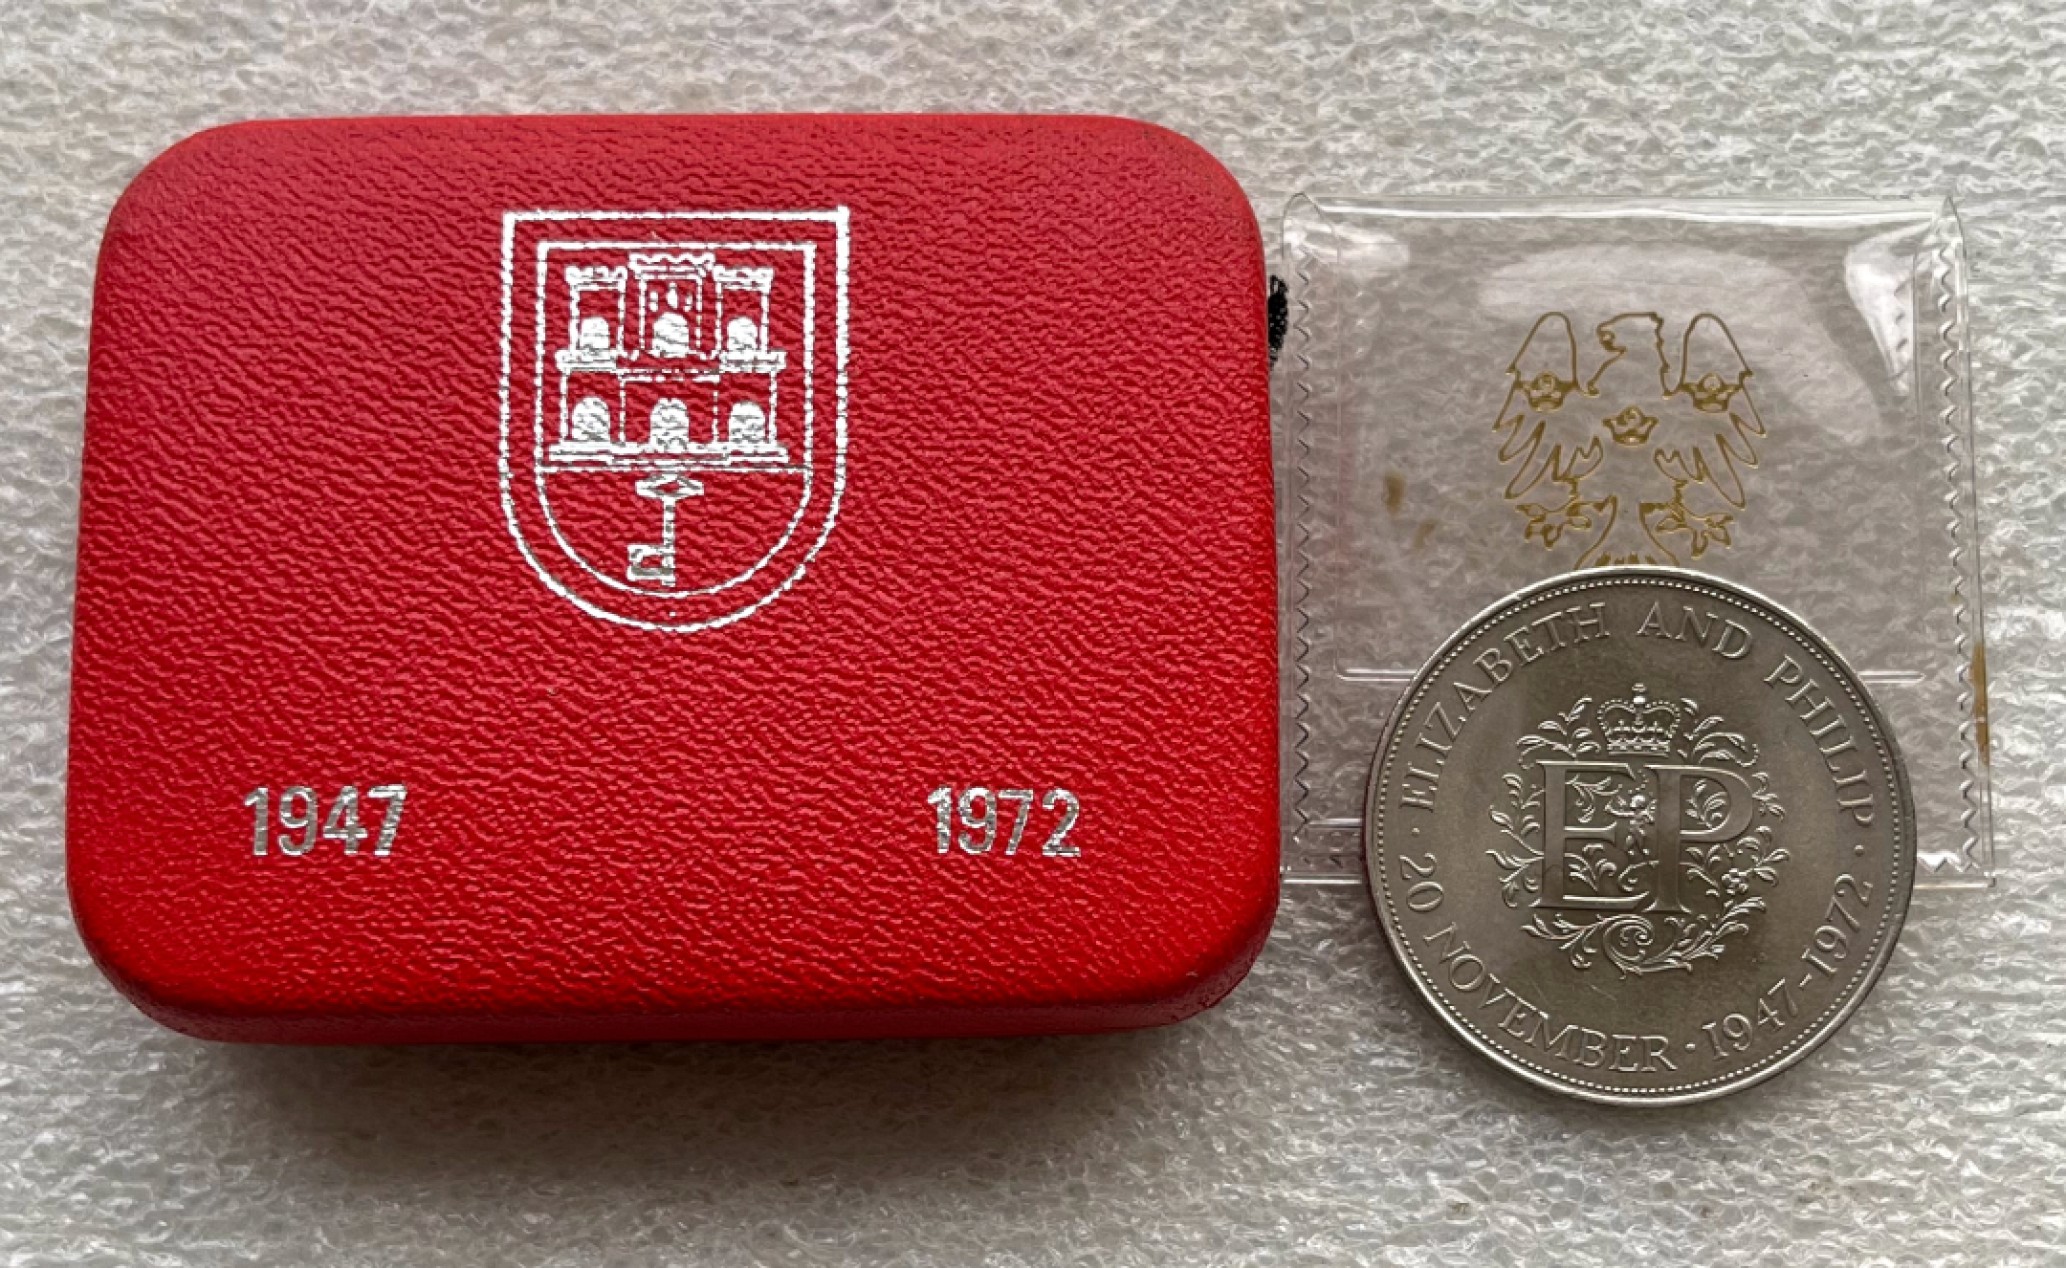 1947 1972
· ELIZABETH AND PHILIP ·
20 NOVEMBER · 1947-1972
EP